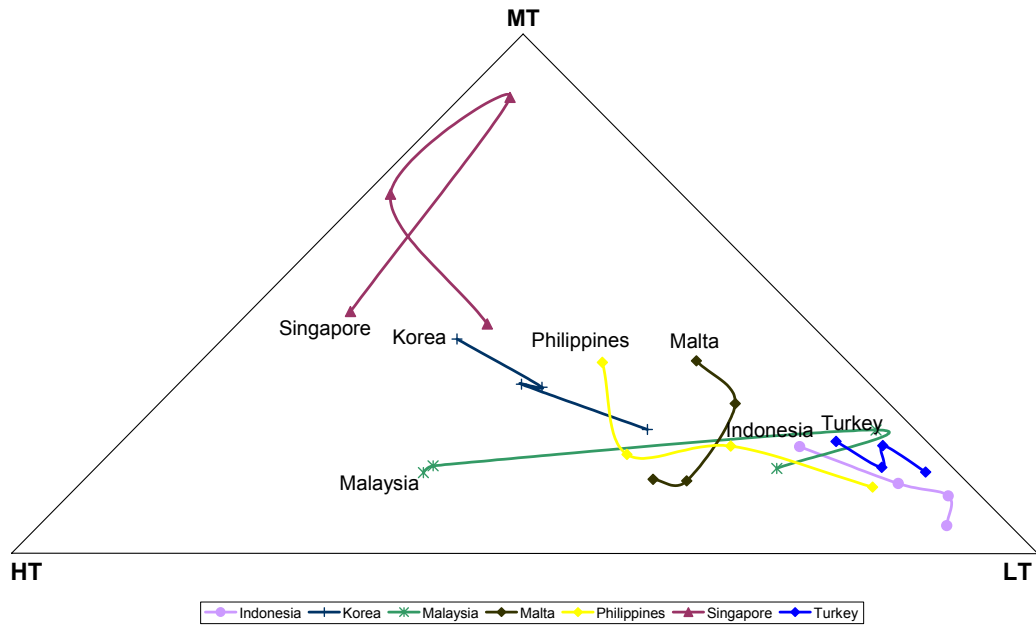 MT
Singapore
Korea
Philippines
Malta
Indonesia
Turkey
Malaysia
HT
LT
Indonesia Korea Malaysia Malta Philippines Singapore Turkey